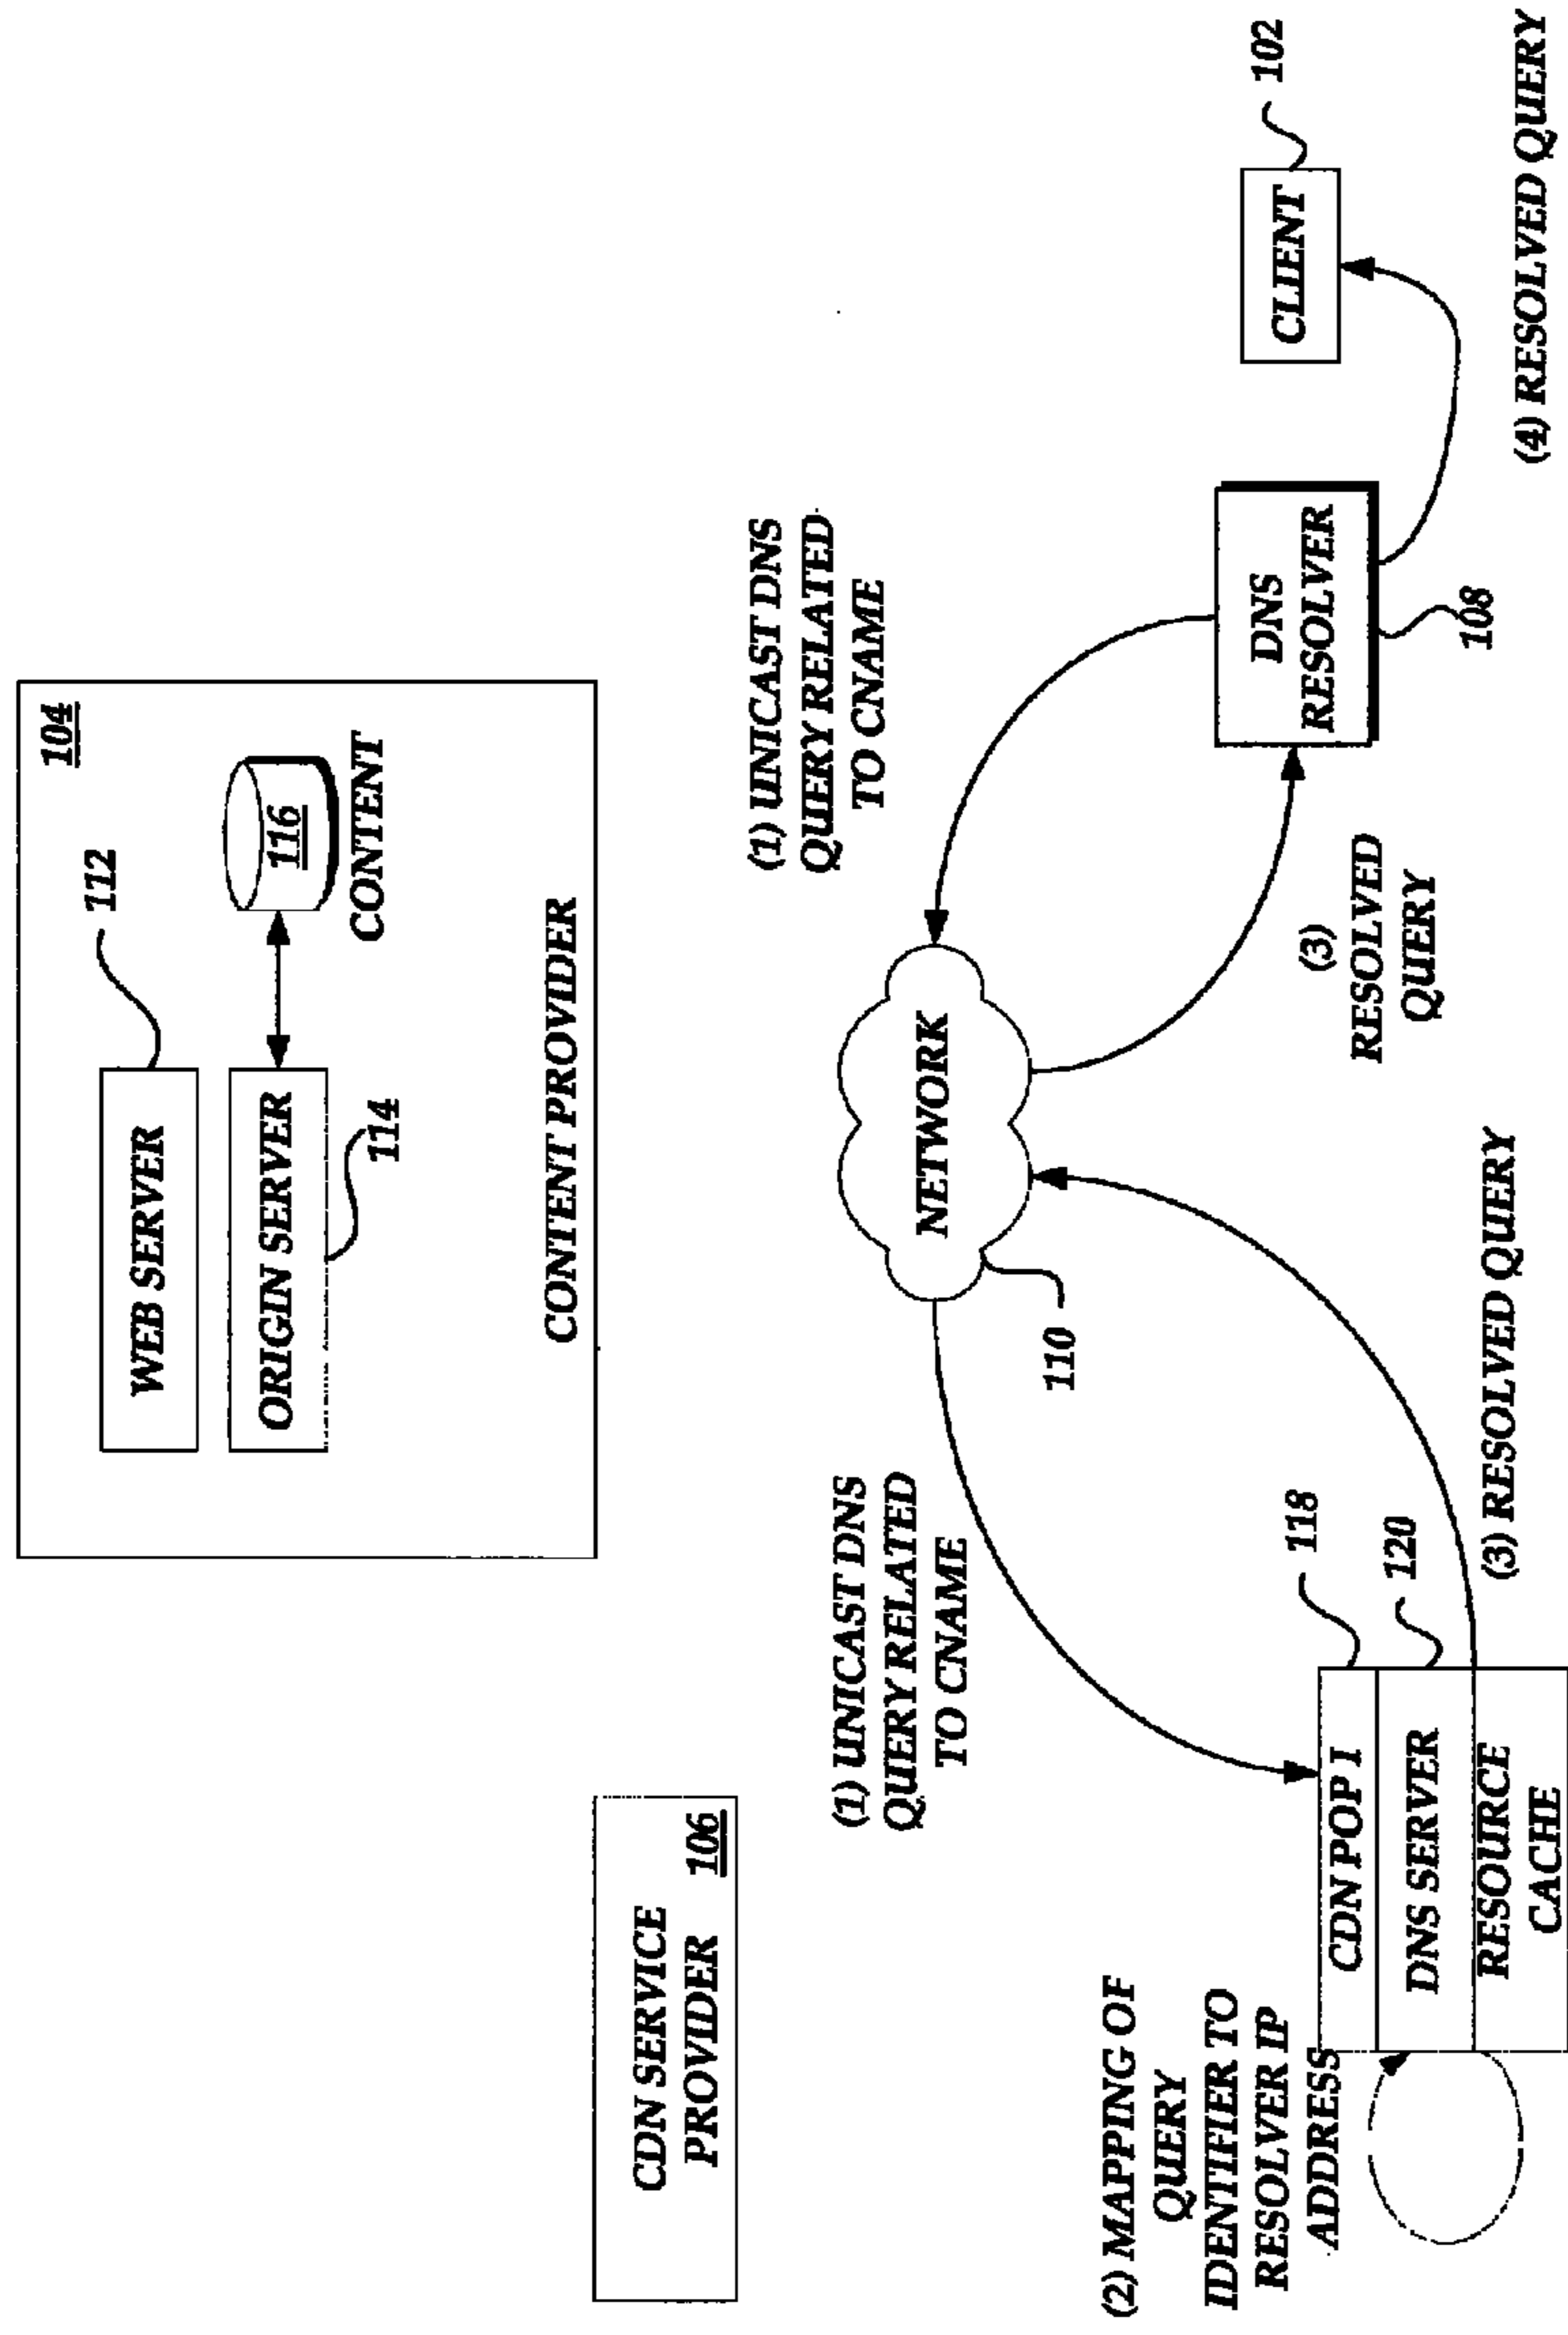 104
WEB SERVER
112
ORIGIN SERVER
114
116
CONTENT
CONTENT PROVIDER
CDN SERVICE
PROVIDER 106
(1) UNICAST DNS
QUERY RELATED
TO CNAME
(1) UNICAST DNS
QUERY RELATED
TO CNAME
NETWORK
110
DNS
RESOLVER
108
CLIENT
102
(2) MAPPING OF
QUERY
IDENTIFIER TO
RESOLVER IP
ADDRESS
CDN POP 1
118
DNS SERVER
120
RESOURCE
CACHE
(3) RESOLVED QUERY
(3)
RESOLVED
QUERY
(4) RESOLVED QUERY